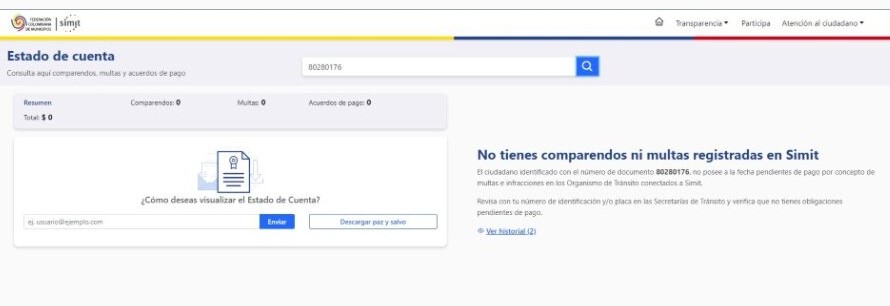 FEDERACIÓN
COLOMBIANA
DE MUNICIPIOS
simit
Transparencia
Participa
Atención al ciudadano
Estado de cuenta
Consulta aquí comparendos, multas y acuerdos de pago
80280176
Resumen
Comparendos: 0
Multas: 0
Acuerdos de pago: 0
Total: $ 0
¿Cómo deseas visualizar el Estado de Cuenta?
ej. usuario@ejemplo.com
Enviar
Descargar paz y salvo
No tienes comparendos ni multas registradas en Simit
El ciudadano identificado con el número de documento 80280176, no posee a la fecha pendientes de pago por concepto de
multas e infracciones en los Organismo de Tránsito conectados a Simit.
Revisa con tu número de identificación y/o placa en las Secretarías de Tránsito y verifica que no tienes obligaciones
pendientes de pago.
Ver historial (2)